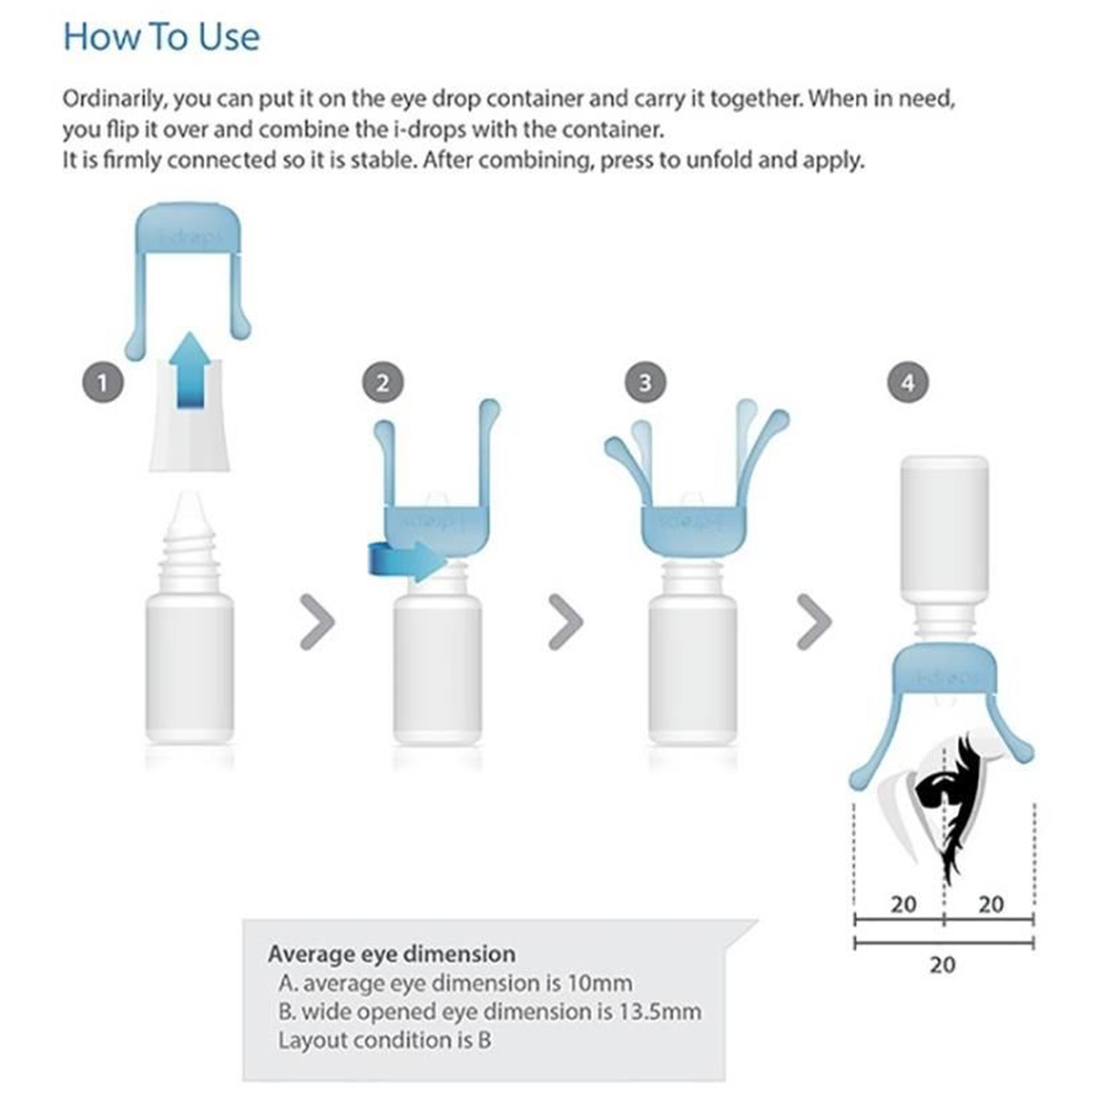 How To Use
Ordinarily, you can put it on the eye drop container and carry it together. When in need,
you flip it over and combine the i-drops with the container.
It is firmly connected so it is stable. After combining, press to unfold and apply.
i-drops
1
2
3
4
i-drops
i-drops
i-drops
20
20
20
Average eye dimension
A. average eye dimension is 10mm
B. wide opened eye dimension is 13.5mm
Layout condition is B